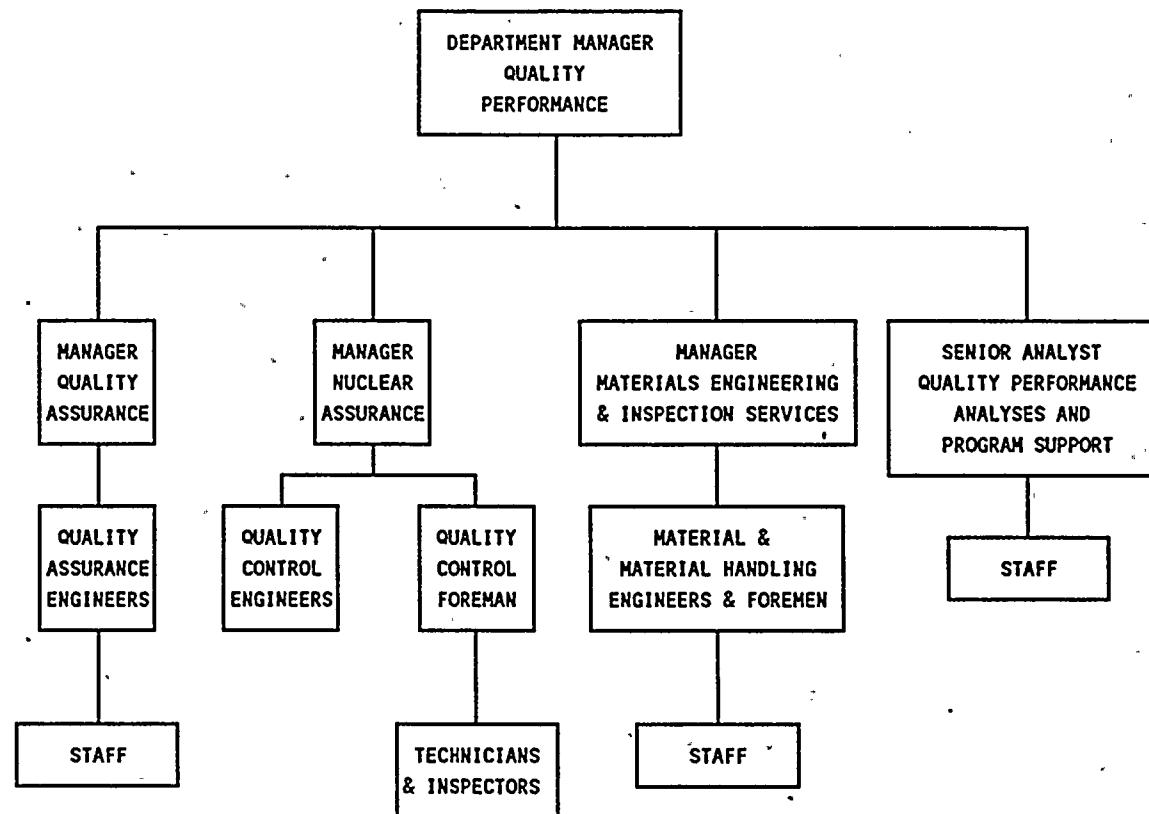 DEPARTMENT MANAGER
QUALITY
PERFORMANCE
MANAGER
QUALITY
ASSURANCE
MANAGER
NUCLEAR
ASSURANCE
MANAGER
MATERIALS ENGINEERING
& INSPECTION SERVICES
SENIOR ANALYST
QUALITY PERFORMANCE
ANALYSES AND
PROGRAM SUPPORT
QUALITY
ASSURANCE
ENGINEERS
QUALITY
CONTROL
ENGINEERS
QUALITY
CONTROL
FOREMAN
MATERIAL &
MATERIAL HANDLING
ENGINEERS & FOREMEN
STAFF
STAFF
TECHNICIANS
& INSPECTORS
STAFF